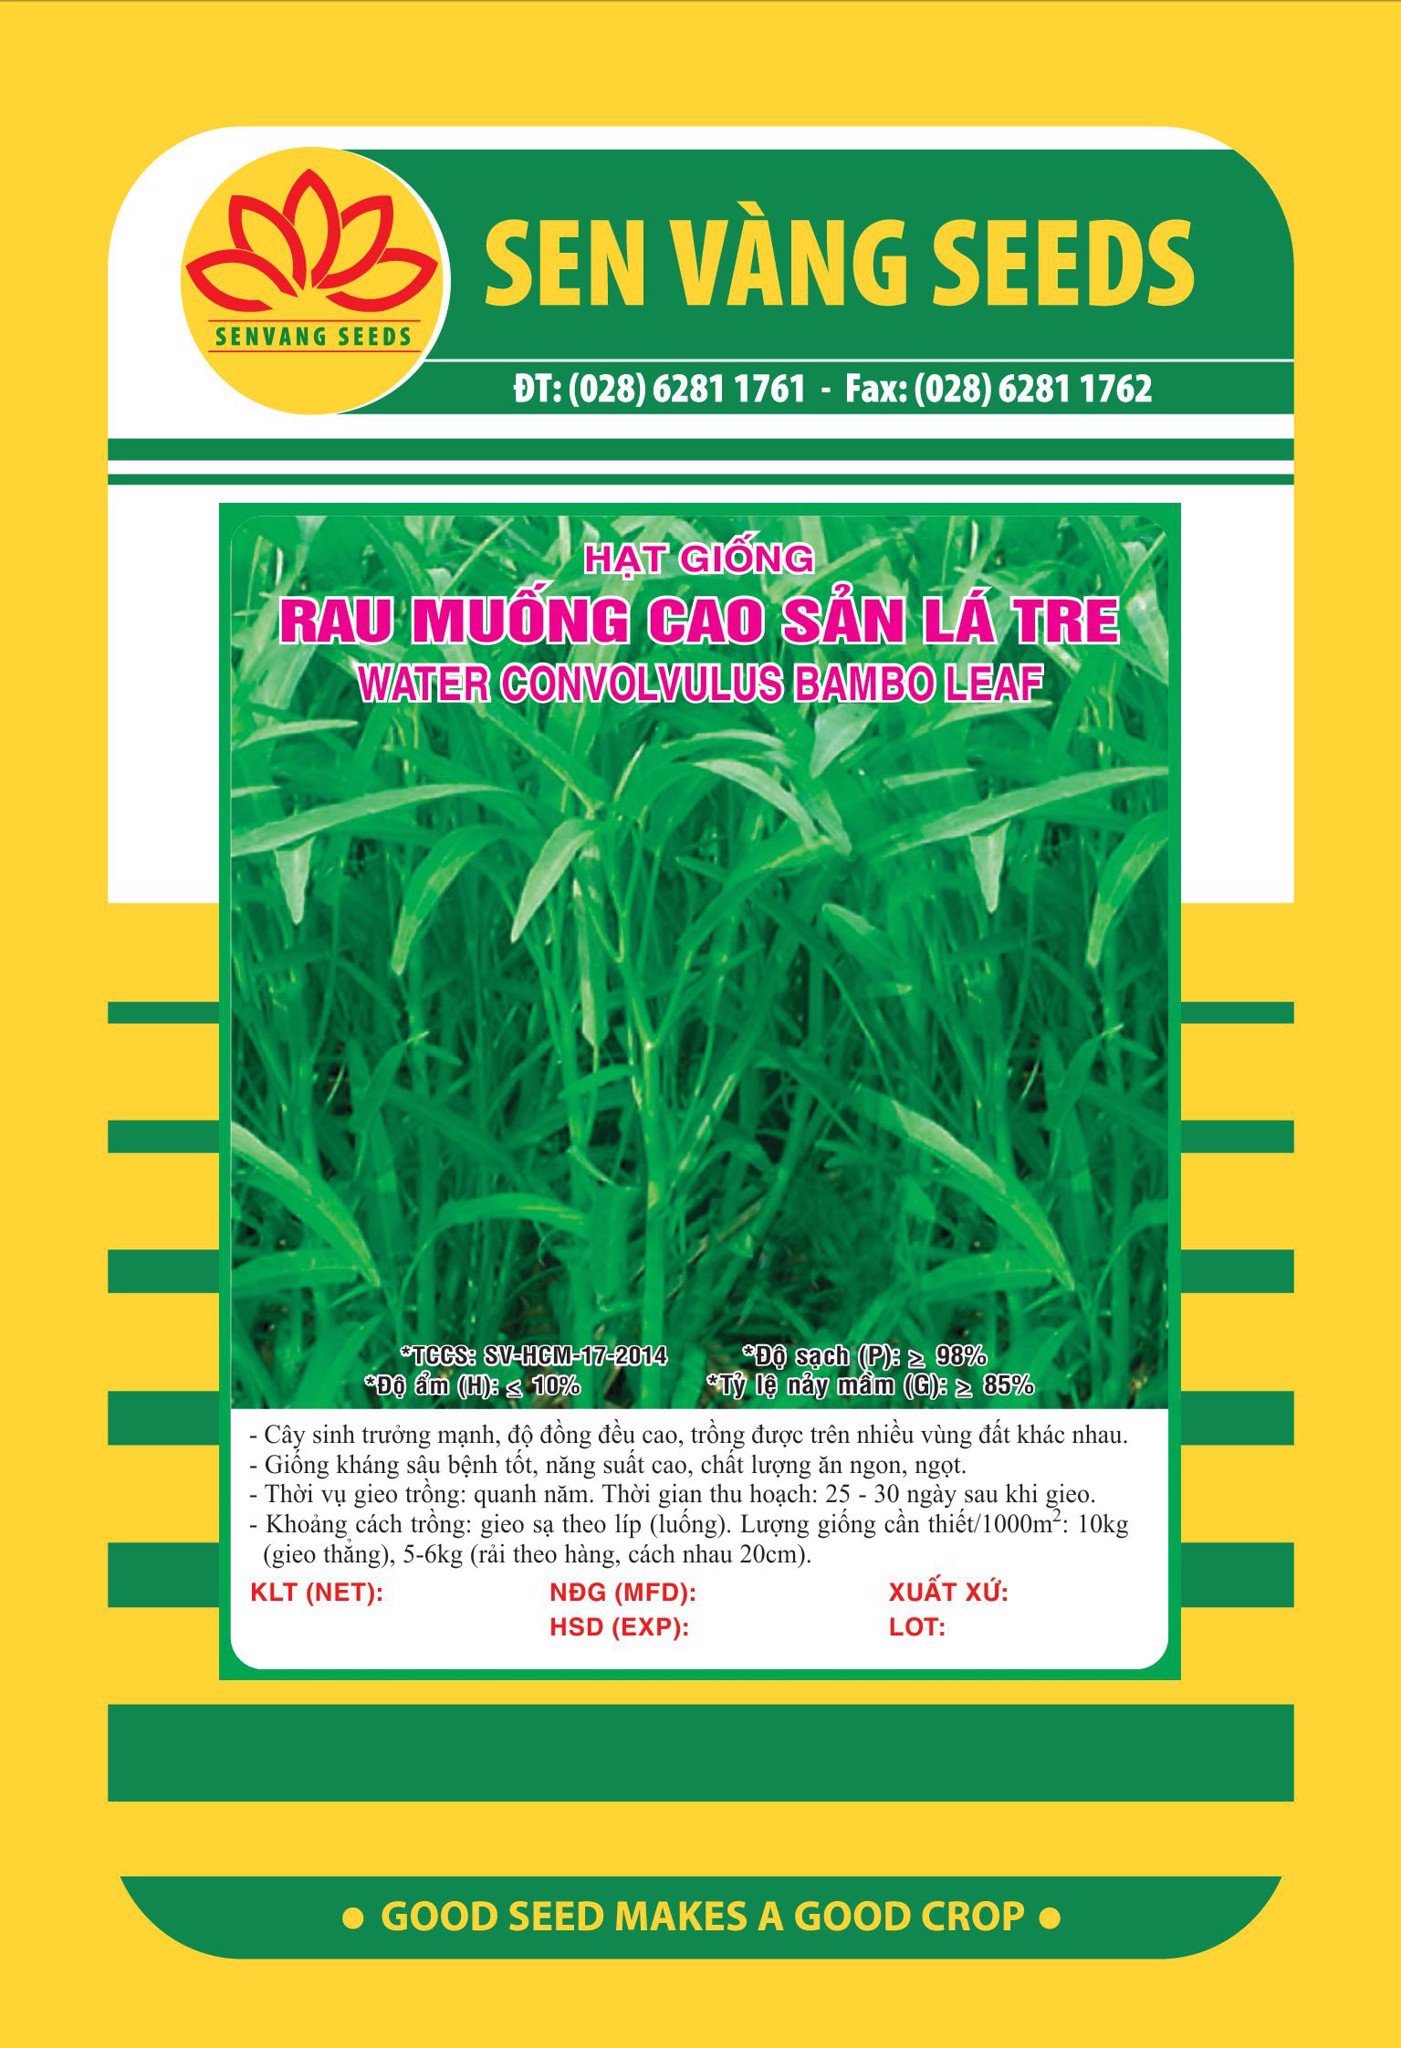 SENVANG SEEDS
SEN VÀNG SEEDS
ĐT: (028) 6281 1761 - Fax: (028) 6281 1762
HẠT GIỐNG
RAU MUỐNG CAO SẢN LÁ TRE
WATER CONVOLVULUS BAMBO LEAF
*TCCS: SV-HCM-17-2014 *Độ sạch (P): ≥ 98%
*Độ ẩm (H): ≤ 10% *Tỷ lệ nảy mầm (G): ≥ 85%
- Cây sinh trưởng mạnh, độ đồng đều cao, trồng được trên nhiều vùng đất khác nhau.
- Giống kháng sâu bệnh tốt, năng suất cao, chất lượng ăn ngon, ngọt.
- Thời vụ gieo trồng: quanh năm. Thời gian thu hoạch: 25 - 30 ngày sau khi gieo.
- Khoảng cách trồng: gieo sạ theo líp (luống). Lượng giống cần thiết/1000m²: 10kg
(gieo thẳng), 5-6kg (rải theo hàng, cách nhau 20cm).
KLT (NET): NĐG (MFD): XUẤT XỨ:
HSD (EXP): LOT:
• GOOD SEED MAKES A GOOD CROP •